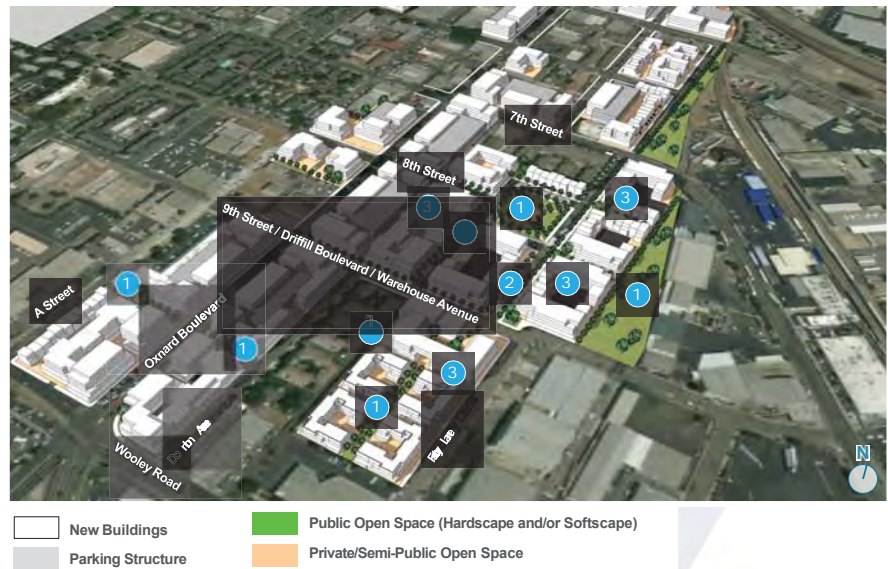 7th Street
8th Street
3
1
3
9th Street / Driffill Boulevard / Warehouse Avenue
2
3
1
1
A Street
Oxnard Boulevard
1
3
1
Wooley Road
N
New Buildings
Public Open Space (Hardscape and/or Softscape)
Parking Structure
Private/Semi-Public Open Space